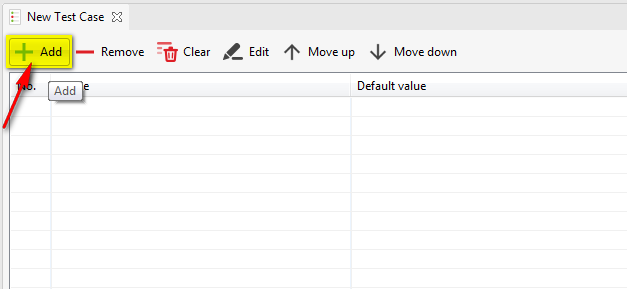 New Test Case
Add Remove Clear Edit Move up Move down
No. Default value
Add